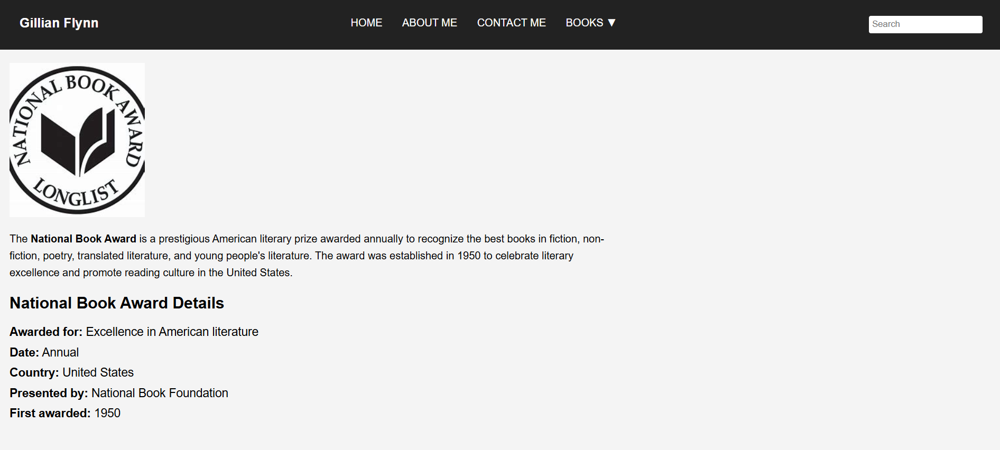 Gillian Flynn
HOME ABOUT ME CONTACT ME BOOKS ▼
Search
NATIONAL BOOK AWARD
LONGLIST
The National Book Award is a prestigious American literary prize awarded annually to recognize the best books in fiction, non-
fiction, poetry, translated literature, and young people's literature. The award was established in 1950 to celebrate literary
excellence and promote reading culture in the United States.
National Book Award Details
Awarded for: Excellence in American literature
Date: Annual
Country: United States
Presented by: National Book Foundation
First awarded: 1950